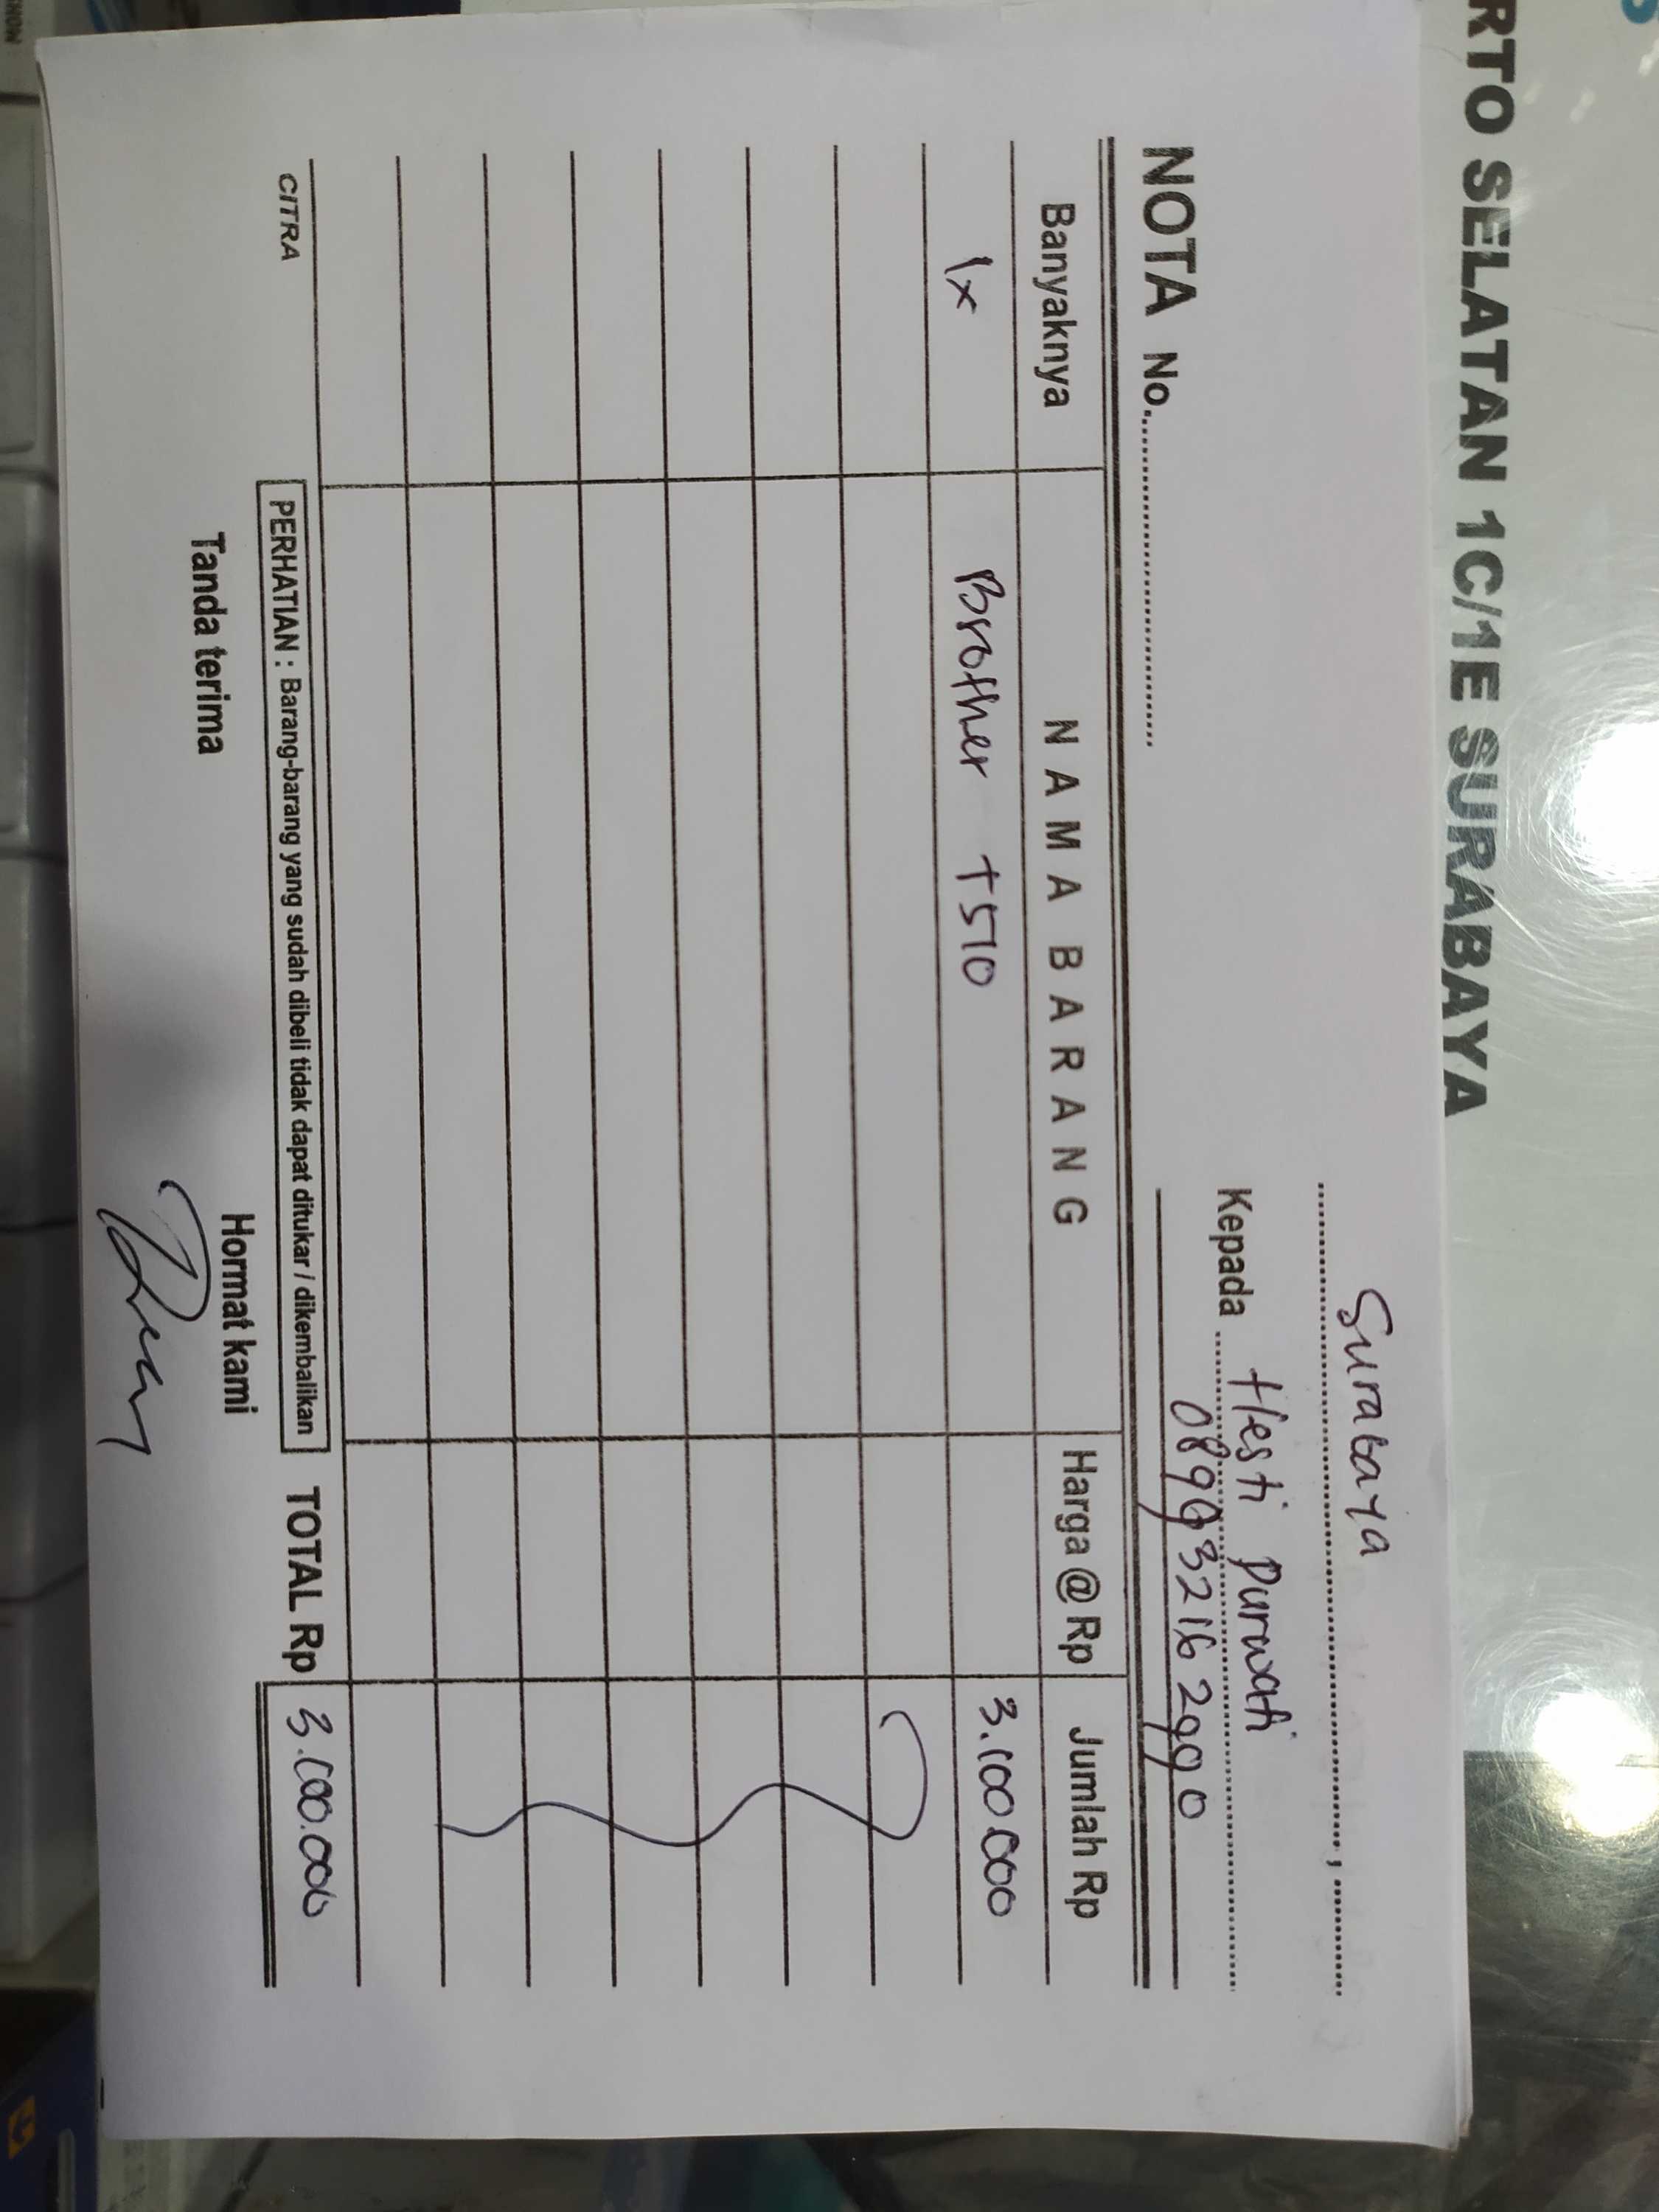 RTO SELATAN 1C/1E SURABAYA
Surabaya
Kepada Hesti Purwati
089932162990
NOTA No.
Banyaknya NAMA BARANG Harga @ Rp Jumlah Rp
1x Brother T510 3.100.000
CITRA
PERHATIAN : Barang-barang yang sudah dibeli tidak dapat ditukar / dikembalikan
TOTAL Rp 3.100.000
Tanda terima Hormat kami